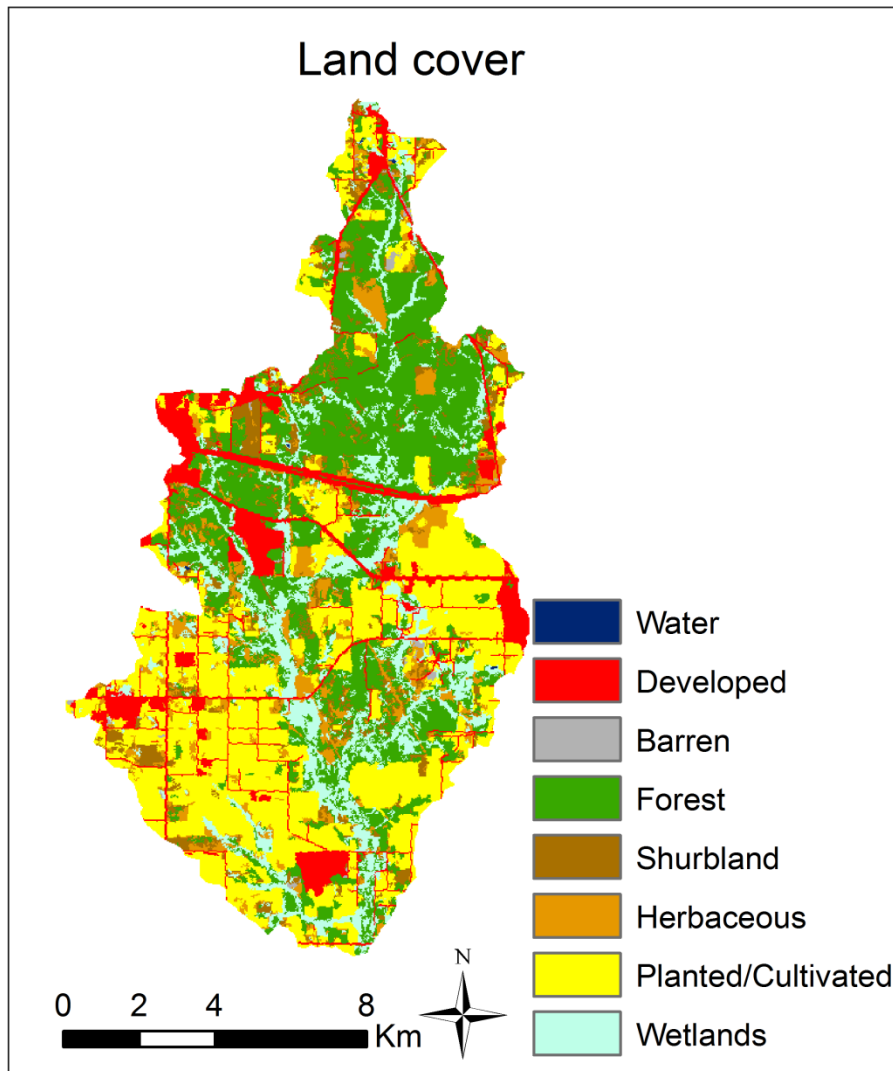 Land cover
Water
Developed
Barren
Forest
Shurbland
Herbaceous
Planted/Cultivated
Wetlands
N
0 2 4 8
Km